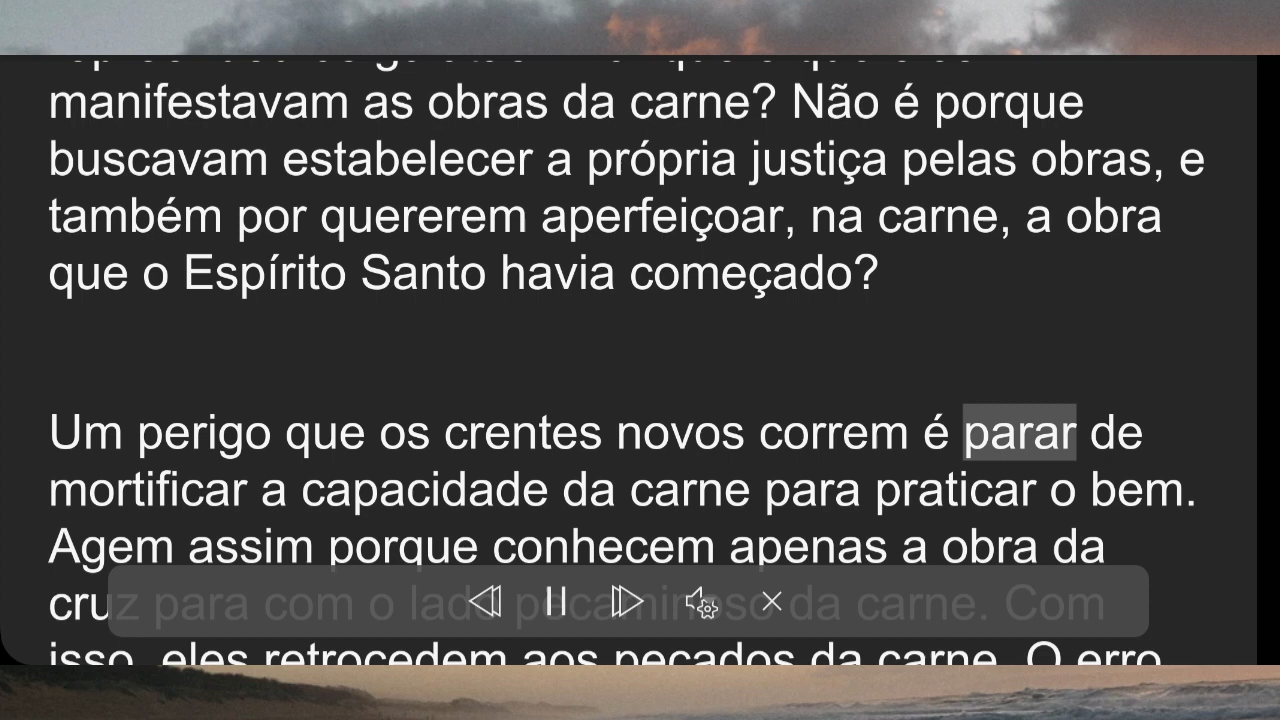 manifestavam as obras da carne? Não é porque
buscavam estabelecer a própria justiça pelas obras, e
também por quererem aperfeiçoar, na carne, a obra
que o Espírito Santo havia começado?
Um perigo que os crentes novos correm é parar de
mortificar a capacidade da carne para praticar o bem.
Agem assim porque conhecem apenas a obra da
cruz para com o lado pecaminoso da carne. Com
isso, eles retrocedem aos pecados da carne. O erro